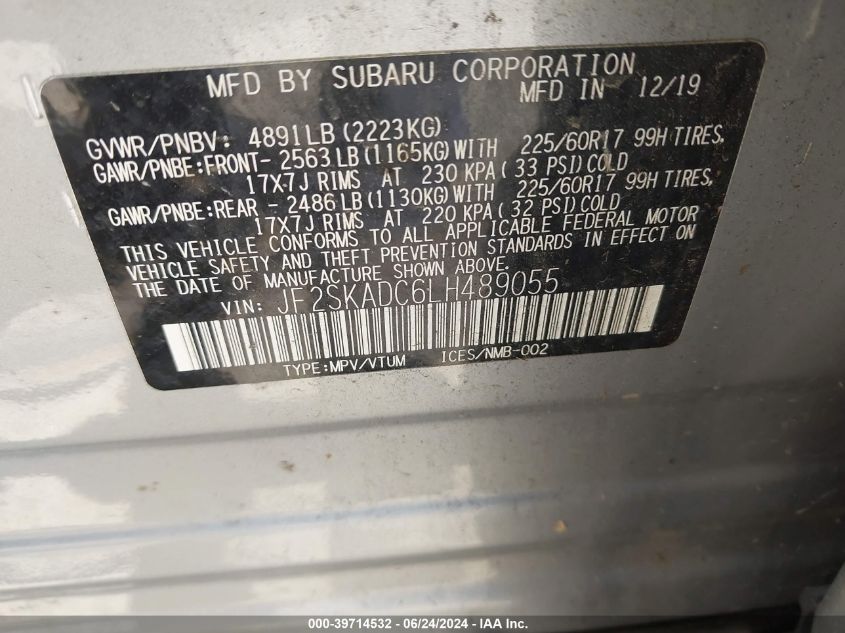 MFD BY SUBARU CORPORATION
MFD IN 12/19
GVWR/PNBV: 4891LB(2223KG)
GAWR/PNBE:FRONT- 2563LB(1165KG)WITH 225/60R17 99H TIRES,
17X7J RIMS AT 230 KPA(33 PSI)COLD
GAWR/PNBE:REAR - 2486LB(1130KG)WITH 225/60R17 99H TIRES,
17X7J RIMS AT 220 KPA(32 PSI)COLD
THIS VEHICLE CONFORMS TO ALL APPLICABLE FEDERAL MOTOR
VEHICLE SAFETY AND THEFT PREVENTION STANDARDS IN EFFECT ON
THE DATE OF MANUFACTURE SHOWN ABOVE.
VIN: JF2SKADC6LH489055
TYPE:MPV/VTUM ICES/NMB-002
000-39714532 - 06/24/2024 - IAA Inc.